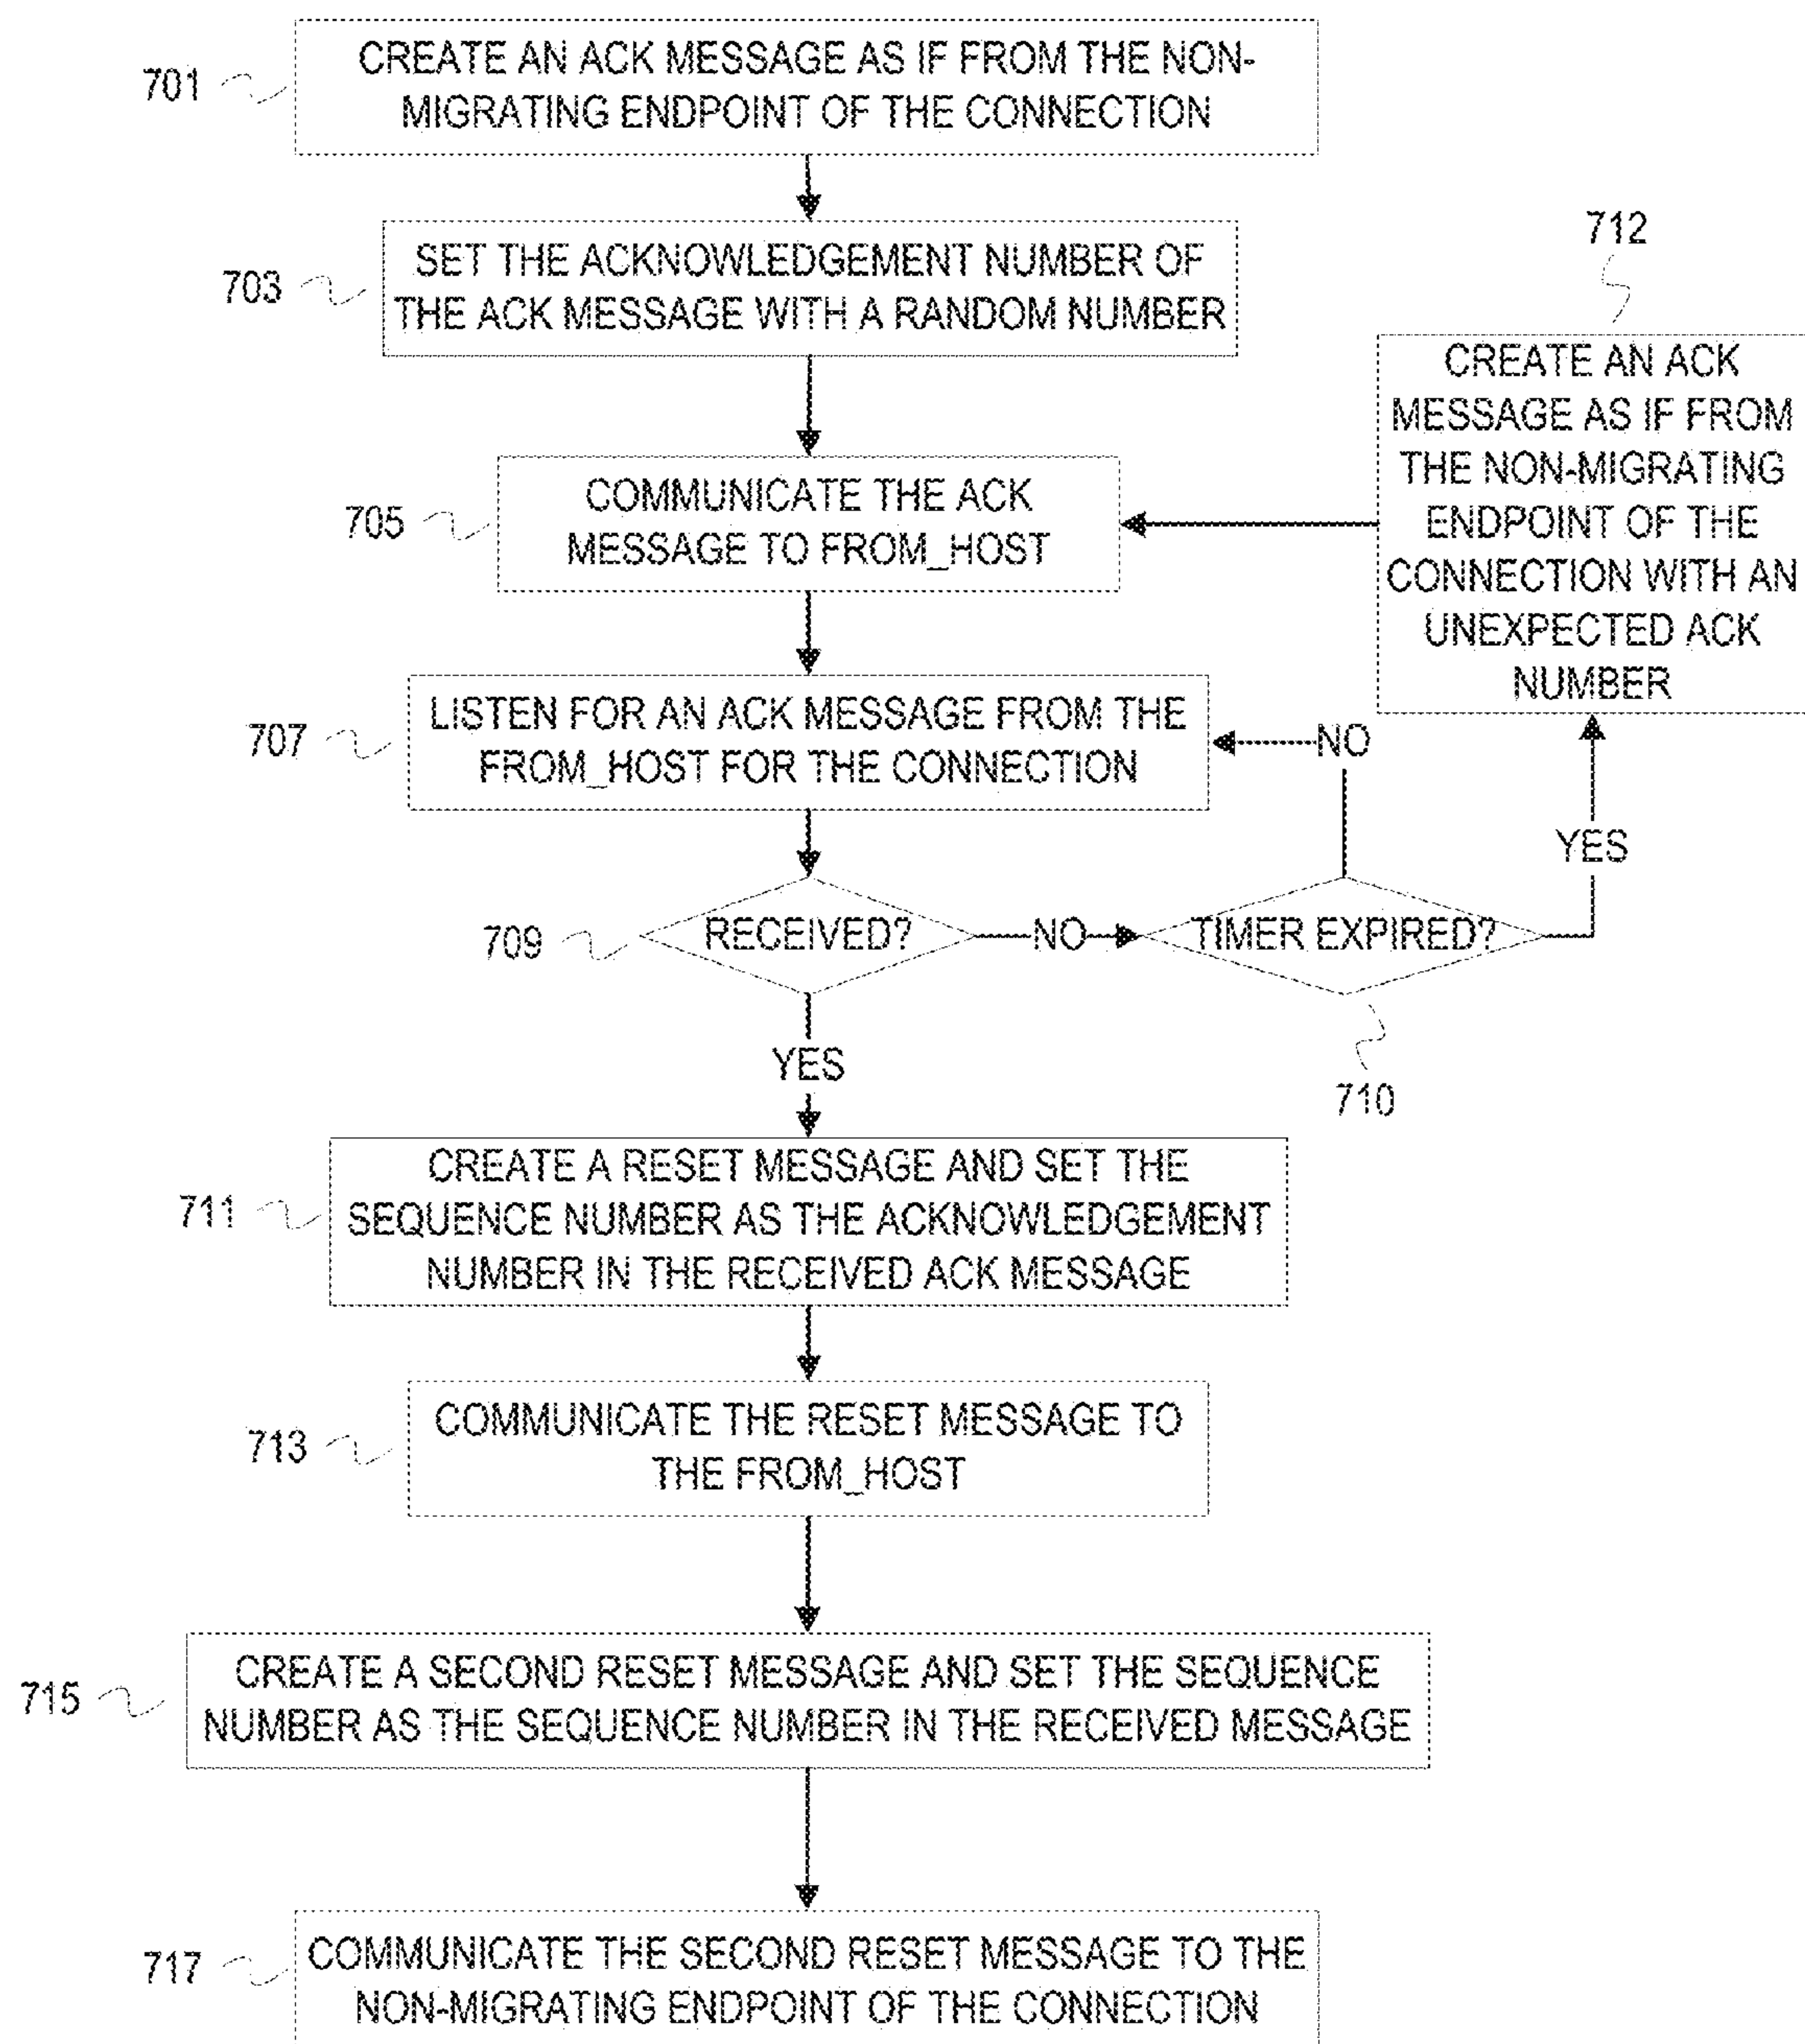 701
CREATE AN ACK MESSAGE AS IF FROM THE NON-
MIGRATING ENDPOINT OF THE CONNECTION
703
SET THE ACKNOWLEDGEMENT NUMBER OF
THE ACK MESSAGE WITH A RANDOM NUMBER
712
CREATE AN ACK
MESSAGE AS IF FROM
THE NON-MIGRATING
ENDPOINT OF THE
CONNECTION WITH AN
UNEXPECTED ACK
NUMBER
705
COMMUNICATE THE ACK
MESSAGE TO FROM_HOST
707
LISTEN FOR AN ACK MESSAGE FROM THE
FROM_HOST FOR THE CONNECTION
NO
YES
709
RECEIVED?
NO
TIMER EXPIRED?
YES
710
711
CREATE A RESET MESSAGE AND SET THE
SEQUENCE NUMBER AS THE ACKNOWLEDGEMENT
NUMBER IN THE RECEIVED ACK MESSAGE
713
COMMUNICATE THE RESET MESSAGE TO
THE FROM_HOST
715
CREATE A SECOND RESET MESSAGE AND SET THE SEQUENCE
NUMBER AS THE SEQUENCE NUMBER IN THE RECEIVED MESSAGE
717
COMMUNICATE THE SECOND RESET MESSAGE TO THE
NON-MIGRATING ENDPOINT OF THE CONNECTION